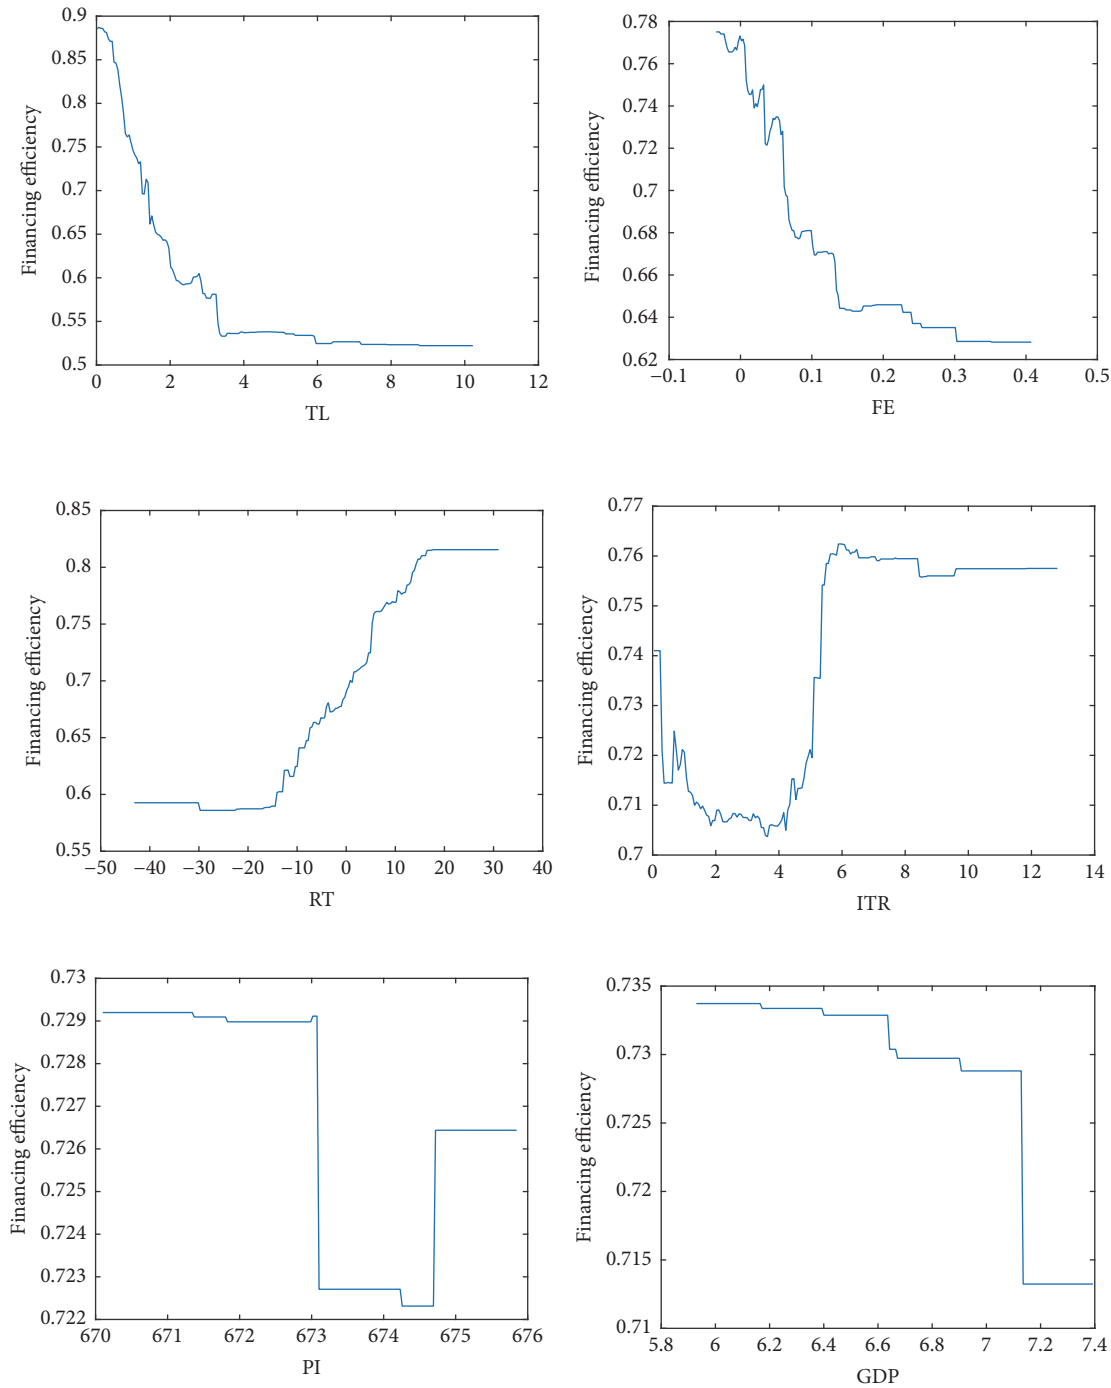 0.9
0.85
0.8
0.75
0.7
0.65
0.6
0.55
0.5
0 2 4 6 8 10 12
TL
Financing efficiency
0.78
0.76
0.74
0.72
0.7
0.68
0.66
0.64
0.62
−0.1 0 0.1 0.2 0.3 0.4 0.5
FE
Financing efficiency
0.85
0.8
0.75
0.7
0.65
0.6
0.55
−50 −40 −30 −20 −10 0 10 20 30 40
RT
Financing efficiency
0.77
0.76
0.75
0.74
0.73
0.72
0.71
0.7
0 2 4 6 8 10 12 14
ITR
Financing efficiency
0.73
0.729
0.728
0.727
0.726
0.725
0.724
0.723
0.722
670 671 672 673 674 675 676
PI
Financing efficiency
0.735
0.73
0.725
0.72
0.715
0.71
5.8 6 6.2 6.4 6.6 6.8 7 7.2 7.4
GDP
Financing efficiency